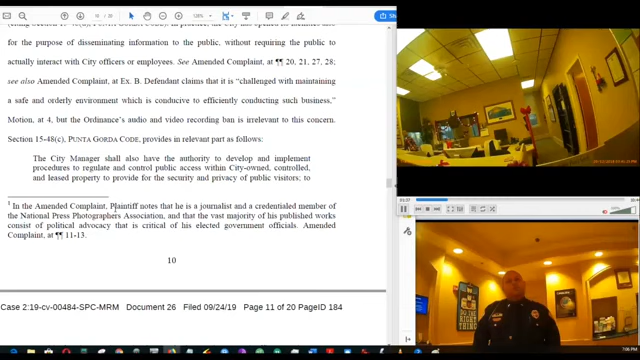 for the purpose of disseminating information to the public, without requiring the public to
actually interact with City officers or employees. See Amended Complaint, at ¶¶ 20, 21, 27, 28;
see also Amended Complaint, at Ex. B. Defendant claims that it is “challenged with maintaining
a safe and orderly environment which is conducive to efficiently conducting such business,”
Motion, at 4, but the Ordinance's audio and video recording ban is irrelevant to this concern.
Section 15-48(c), PUNTA GORDA CODE, provides in relevant part as follows:
The City Manager shall also have the authority to develop and implement
procedures to regulate and control public access within City-owned, controlled,
and leased property to provide for the security and privacy of public visitors; to
1 In the Amended Complaint, Plaintiff notes that he is a journalist and a credentialed member of
the National Press Photographers Association, and that the vast majority of his published works
consist of political advocacy that is critical of his elected government officials. Amended
Complaint, at ¶¶ 11-13.
10
Case 2:19-cv-00484-SPC-MRM Document 26 Filed 09/24/19 Page 11 of 20 PageID 184
DO THE
RIGHT
THING